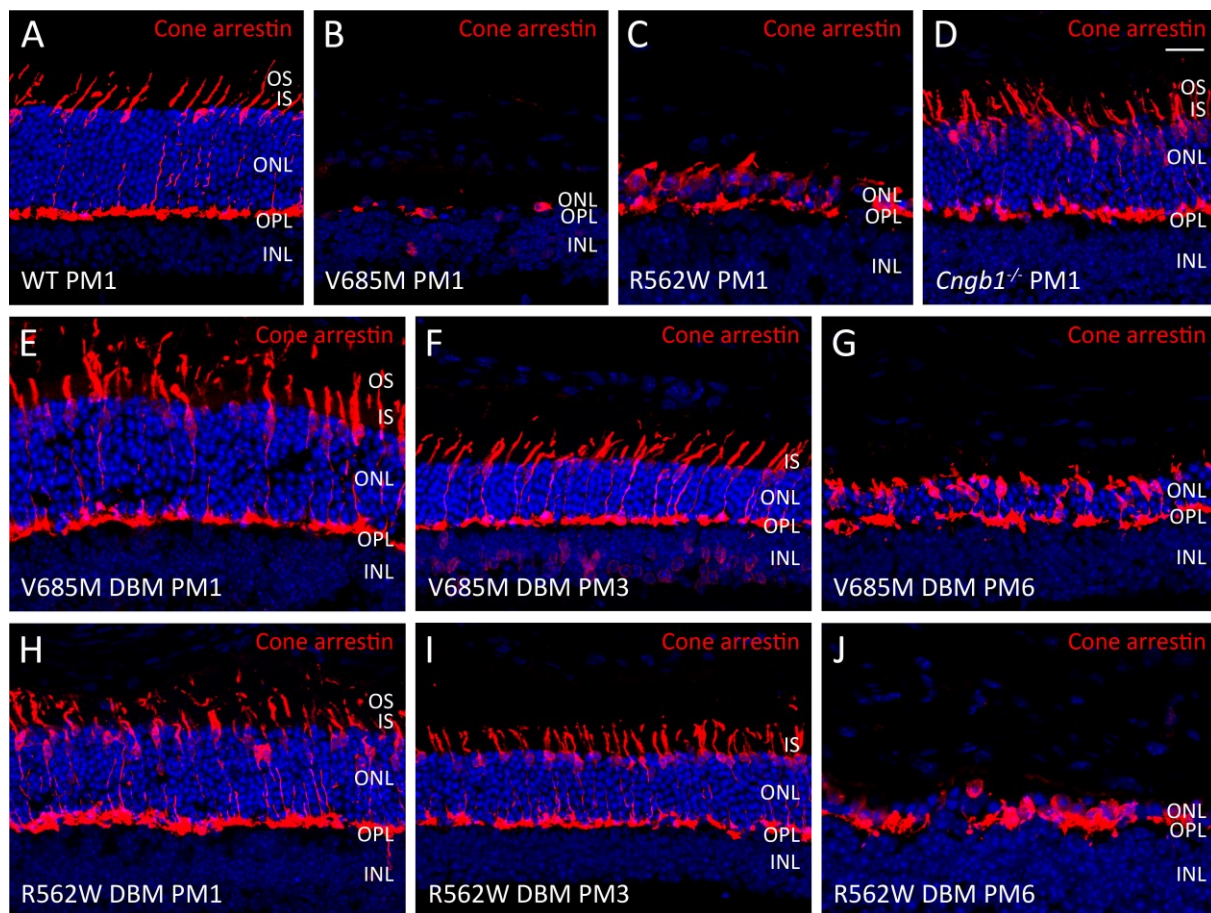 A
Cone arrestin
OS
IS
ONL
OPL
INL
WT PM1
B
Cone arrestin
ONL
OPL
INL
V685M PM1
C
Cone arrestin
ONL
OPL
INL
R562W PM1
D
Cone arrestin
OS
IS
ONL
OPL
INL
Cngb1-/- PM1
E
Cone arrestin
OS
IS
ONL
OPL
INL
V685M DBM PM1
F
Cone arrestin
IS
ONL
OPL
INL
V685M DBM PM3
G
Cone arrestin
ONL
OPL
INL
V685M DBM PM6
H
Cone arrestin
OS
IS
ONL
OPL
INL
R562W DBM PM1
I
Cone arrestin
IS
ONL
OPL
INL
R562W DBM PM3
J
Cone arrestin
ONL
OPL
INL
R562W DBM PM6